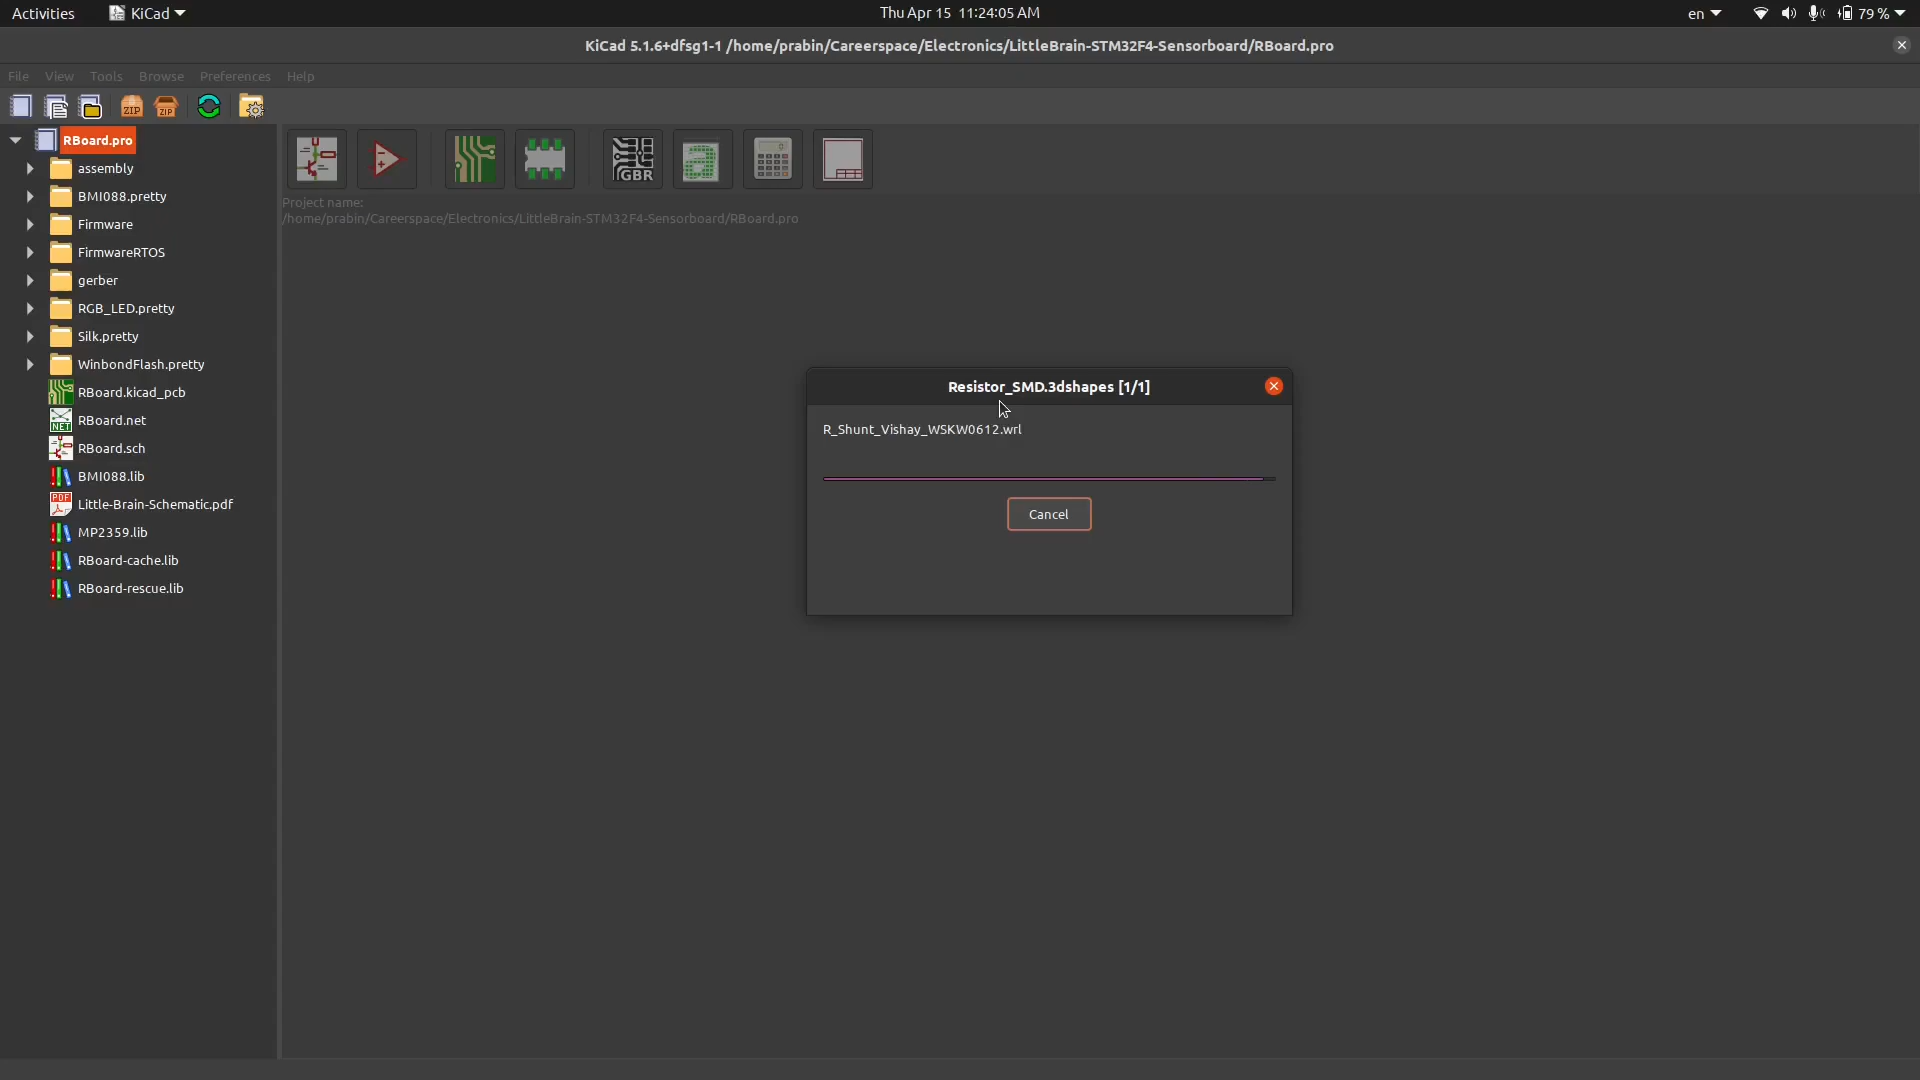 Activities
KiCad
Thu Apr 15 11:24:05 AM
en
79 %
KiCad 5.1.6+dfsg1-1 /home/prabin/Careerspace/Electronics/LittleBrain-STM32F4-Sensorboard/RBoard.pro
File View Tools Browse Preferences Help
ZIP
ZIP
RBoard.pro
assembly
BMI088.pretty
Firmware
FirmwareRTOS
gerber
RGB_LED.pretty
Silk.pretty
WinbondFlash.pretty
RBoard.kicad_pcb
NET
RBoard.net
RBoard.sch
BMI088.lib
PDF
Little-Brain-Schematic.pdf
MP2359.lib
RBoard-cache.lib
RBoard-rescue.lib
GBR
Project name:
/home/prabin/Careerspace/Electronics/LittleBrain-STM32F4-Sensorboard/RBoard.pro
Resistor_SMD.3dshapes [1/1]
R_Shunt_Vishay_WSKW0612.wrl
Cancel